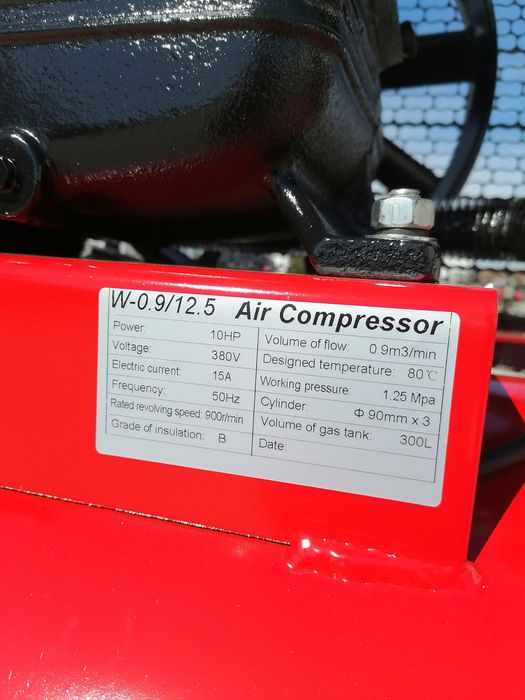 W-0.9/12.5 Air Compressor
Power: 10HP
Voltage: 380V
Electric current: 15A
Frequency: 50Hz
Rated revolving speed: 900r/min
Grade of insulation: B
Volume of flow: 0.9m3/min
Designed temperature: 80℃
Working pressure: 1.25 Mpa
Cylinder: Φ 90mm x 3
Volume of gas tank: 300L
Date: